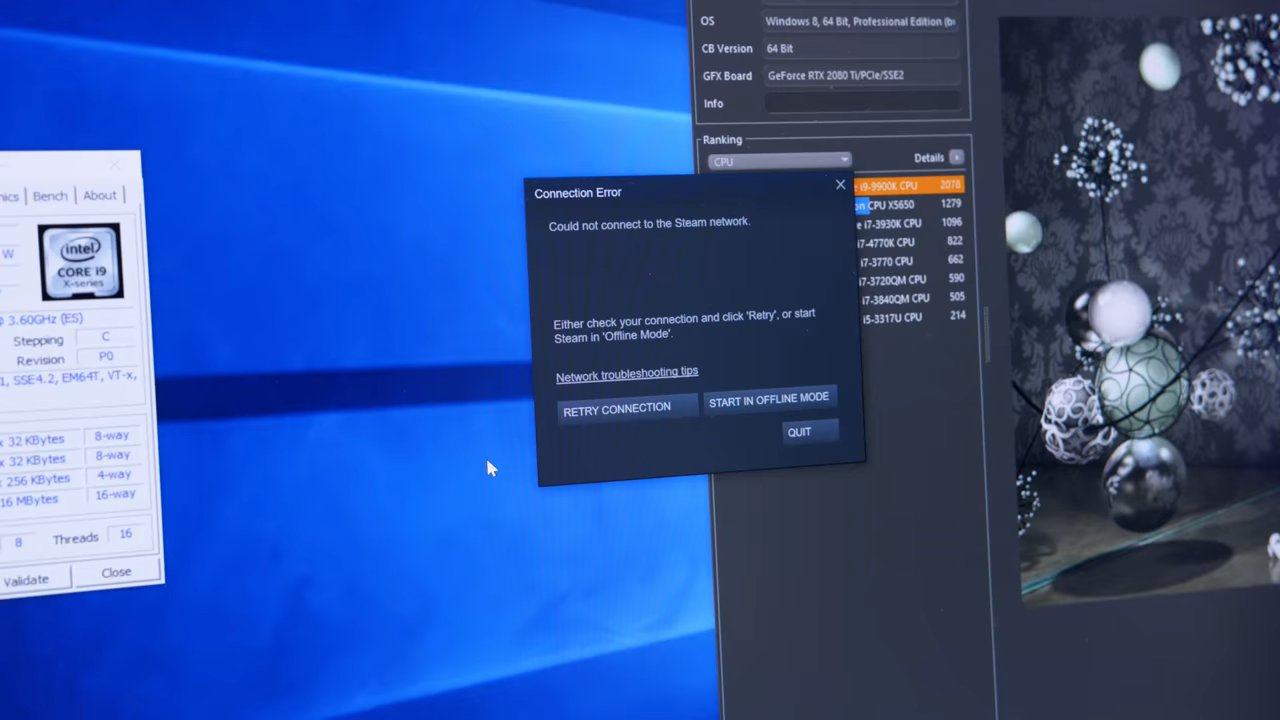 OS
Windows 8, 64 Bit, Professional Edition (b
CB Version
64 Bit
GFX Board
GeForce RTX 2080 Ti/PCIe/SSE2
Info
Ranking
CPU
Details
i9-9900K CPU 2078
on CPU X5650 1279
e i7-3930K CPU 1096
i7-4770K CPU 822
i7-3770 CPU 662
i7-3720QM CPU 590
i7-3840QM CPU 505
i5-3317U CPU 214
Connection Error
Could not connect to the Steam network.
Either check your connection and click 'Retry', or start
Steam in 'Offline Mode'.
Network troubleshooting tips
RETRY CONNECTION
START IN OFFLINE MODE
QUIT
nics Bench About
W
intel
CORE i9
X-series
@ 3.60GHz (ES)
Stepping C
Revision P0
1, SSE4.2, EM64T, VT-x,
x 32 KBytes 8-way
x 32 KBytes 8-way
x 256 KBytes 4-way
16 MBytes 16-way
8 Threads 16
Validate
Close